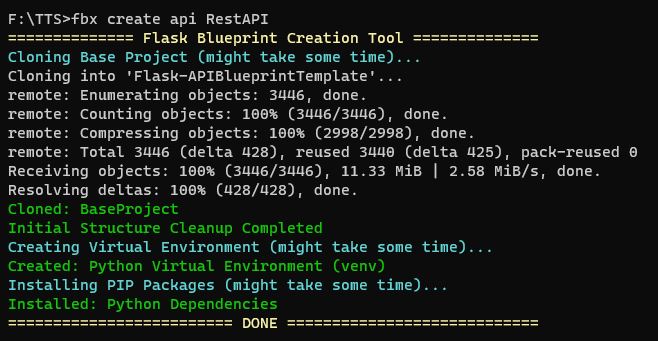 F:\TTS>fbx create api RestAPI
============== Flask Blueprint Creation Tool ==============
Cloning Base Project (might take some time)...
Cloning into 'Flask-APIBlueprintTemplate'...
remote: Enumerating objects: 3446, done.
remote: Counting objects: 100% (3446/3446), done.
remote: Compressing objects: 100% (2998/2998), done.
remote: Total 3446 (delta 428), reused 3440 (delta 425), pack-reused 0
Receiving objects: 100% (3446/3446), 11.33 MiB | 2.58 MiB/s, done.
Resolving deltas: 100% (428/428), done.
Cloned: BaseProject
Initial Structure Cleanup Completed
Creating Virtual Environment (might take some time)...
Created: Python Virtual Environment (venv)
Installing PIP Packages (might take some time)...
Installed: Python Dependencies
========================= DONE ============================